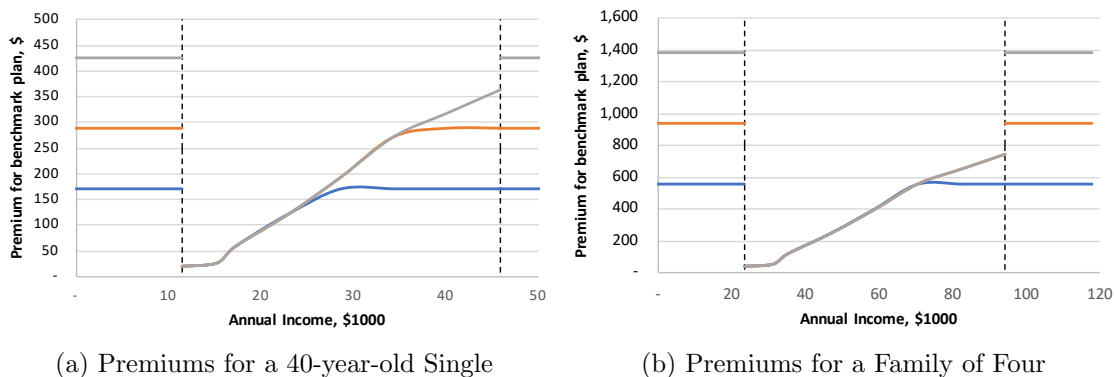 Premium for benchmark plan, $
500
450
400
350
300
250
200
150
100
50
-
- 10 20 30 40 50
Annual Income, $1000
(a) Premiums for a 40-year-old Single
Premium for benchmark plan, $
1,600
1,400
1,200
1,000
800
600
400
200
-
- 20 40 60 80 100 120
Annual Income, $1000
(b) Premiums for a Family of Four